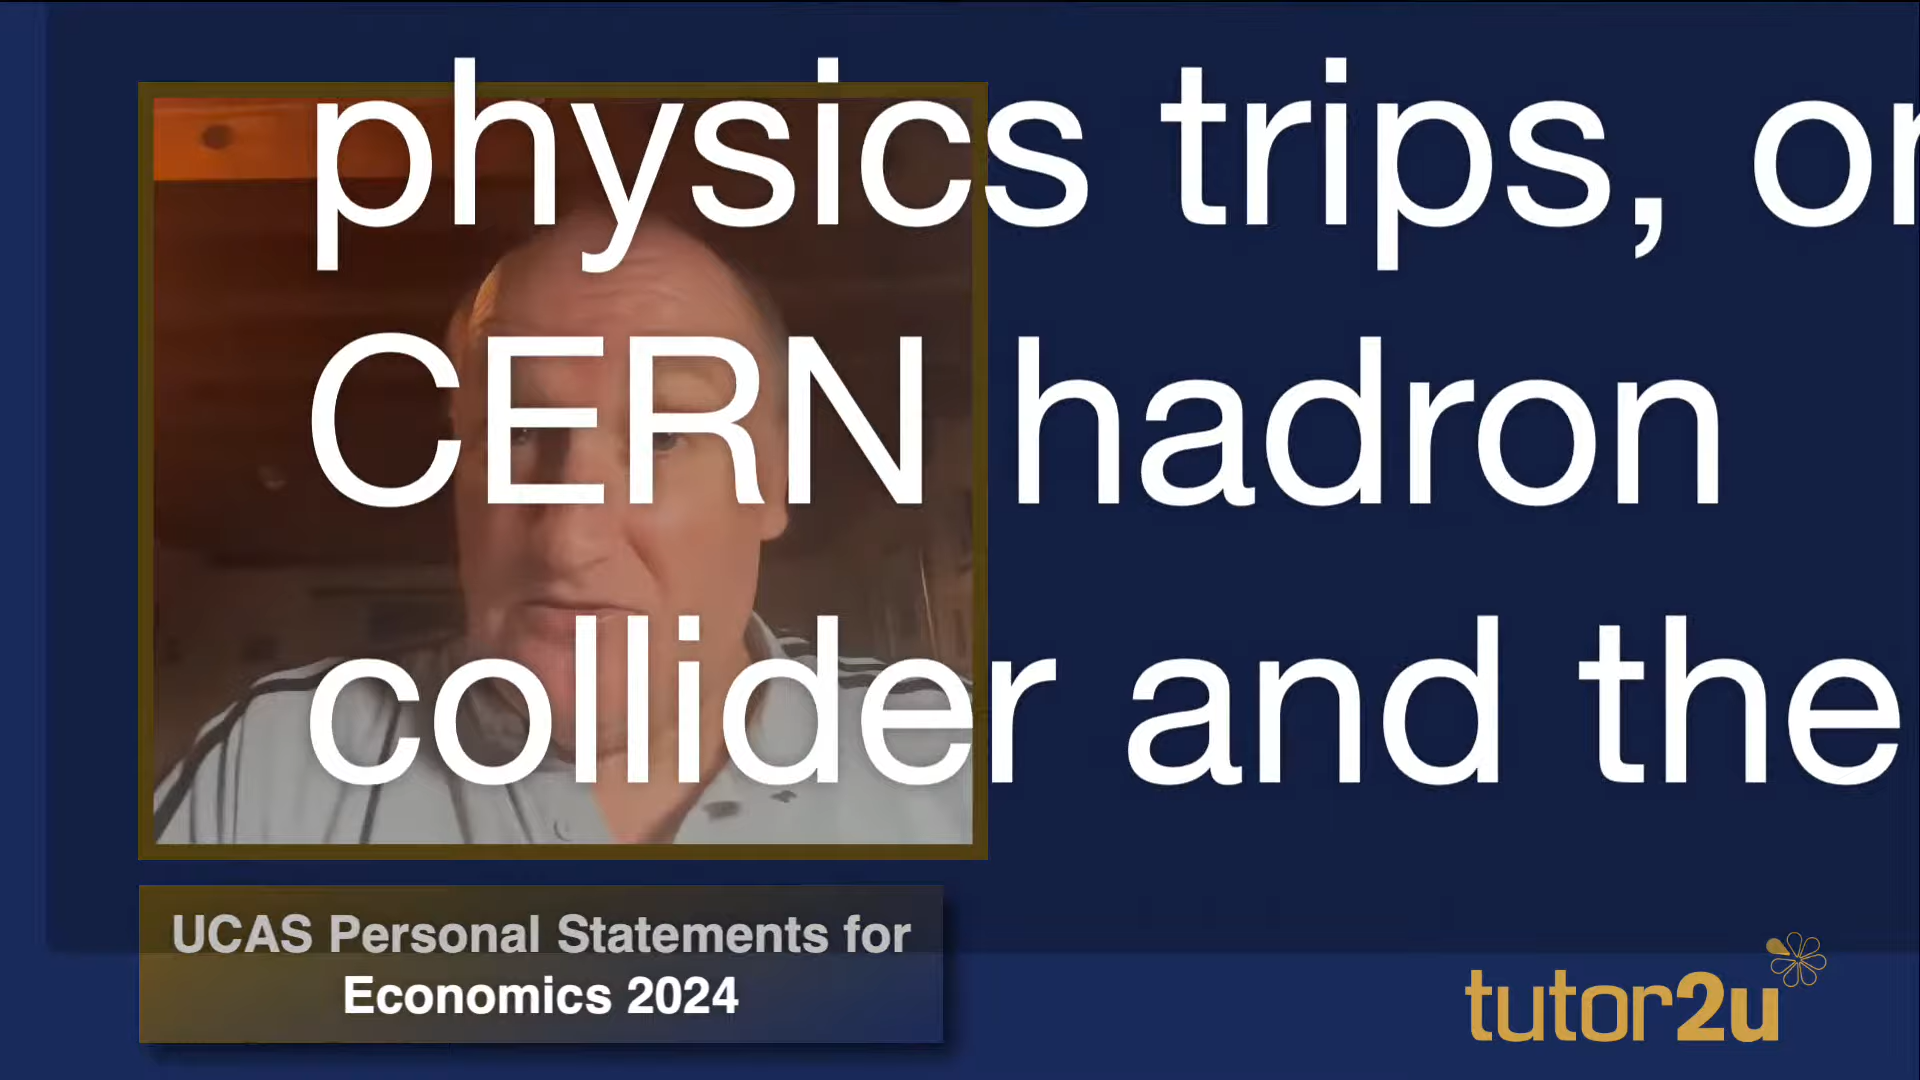 physics trips, or
CERN hadron
collider and the
UCAS Personal Statements for
Economics 2024
tutor2u